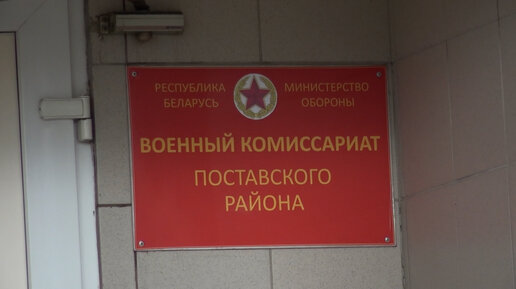 РЕСПУБЛИКА МИНИСТЕРСТВО
БЕЛАРУСЬ ОБОРОНЫ
ВОЕННЫЙ КОМИССАРИАТ
ПОСТАВСКОГО
РАЙОНА